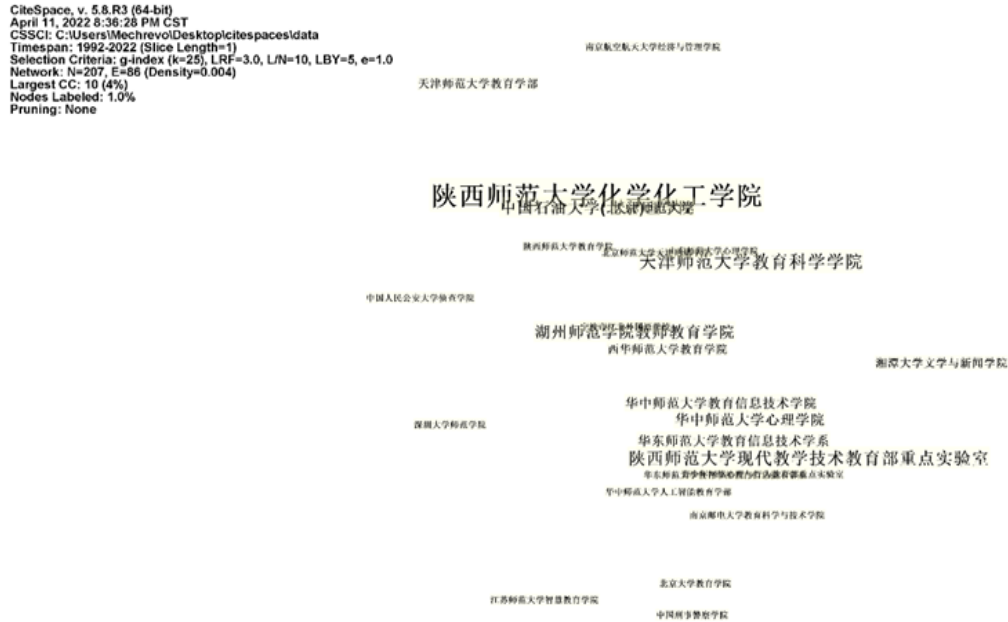 CiteSpace, v. 5.8.R3 (64-bit)
April 11, 2022 8:36:28 PM CST
CSSCI: C:\Users\Mechrevo\Desktop\citespaces\data
Timespan: 1992-2022 (Slice Length=1)
Selection Criteria: g-index (k=25), LRF=3.0, L/N=10, LBY=5, e=1.0
Network: N=207, E=86 (Density=0.004)
Largest CC: 10 (4%)
Nodes Labeled: 1.0%
Pruning: None
南京航空航天大学经济与管理学院
天津师范大学教育学部
陕西师范大学化学化工学院
中国石油大学(北京)
陕西师范大学教育学院
天津师范大学教育科学学院
中国人民公安大学侦查学院
湖州师范学院教师教育学院
西华师范大学教育学院
湘潭大学文学与新闻学院
华中师范大学教育信息技术学院
华中师范大学心理学院
深圳大学师范学院
华东师范大学教育信息技术学系
陕西师范大学现代教学技术教育部重点实验室
华中师范大学人工智能教育学部
南京邮电大学教育科学与技术学院
北京大学教育学院
江苏师范大学智慧教育学院
中国刑事警察学院